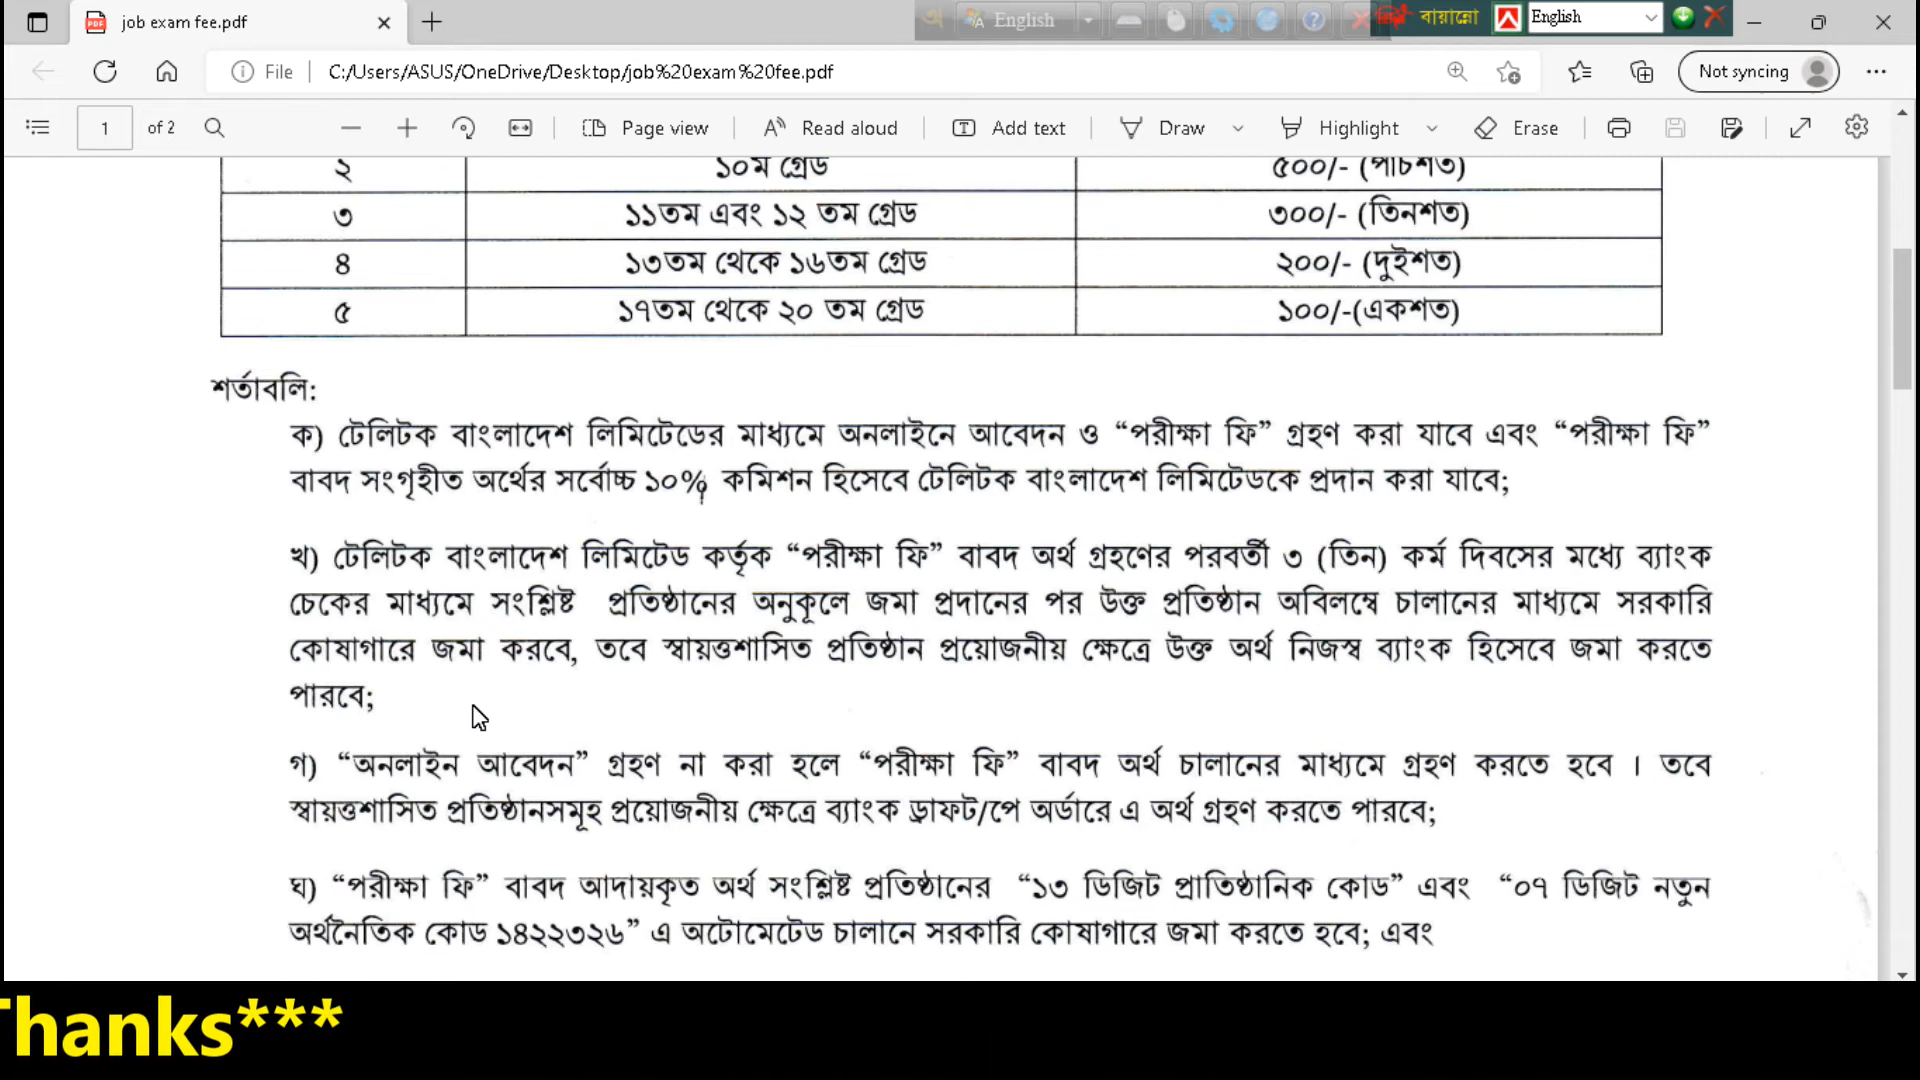 job exam fee.pdf
English
বায়ান্নো
English
File
C:/Users/ASUS/OneDrive/Desktop/job%20exam%20fee.pdf
Not syncing
1 of 2
Page view
Read aloud
Add text
Draw
Highlight
Erase
২ ১০ম গ্রেড ৫০০/- (পাঁচশত)
৩ ১১তম এবং ১২ তম গ্রেড ৩০০/- (তিনশত)
৪ ১৩তম থেকে ১৬তম গ্রেড ২০০/- (দুইশত)
৫ ১৭তম থেকে ২০ তম গ্রেড ১০০/-(একশত)
শর্তাবলি:
ক) টেলিটক বাংলাদেশ লিমিটেডের মাধ্যমে অনলাইনে আবেদন ও “পরীক্ষা ফি” গ্রহণ করা যাবে এবং “পরীক্ষা ফি”
বাবদ সংগৃহীত অর্থের সর্বোচ্চ ১০% কমিশন হিসেবে টেলিটক বাংলাদেশ লিমিটেডকে প্রদান করা যাবে;
খ) টেলিটক বাংলাদেশ লিমিটেড কর্তৃক “পরীক্ষা ফি” বাবদ অর্থ গ্রহণের পরবর্তী ৩ (তিন) কর্ম দিবসের মধ্যে ব্যাংক
চেকের মাধ্যমে সংশ্লিষ্ট প্রতিষ্ঠানের অনুকূলে জমা প্রদানের পর উক্ত প্রতিষ্ঠান অবিলম্বে চালানের মাধ্যমে সরকারি
কোষাগারে জমা করবে, তবে স্বায়ত্তশাসিত প্রতিষ্ঠান প্রয়োজনীয় ক্ষেত্রে উক্ত অর্থ নিজস্ব ব্যাংক হিসেবে জমা করতে
পারবে;
গ) “অনলাইন আবেদন” গ্রহণ না করা হলে “পরীক্ষা ফি” বাবদ অর্থ চালানের মাধ্যমে গ্রহণ করতে হবে । তবে
স্বায়ত্তশাসিত প্রতিষ্ঠানসমূহ প্রয়োজনীয় ক্ষেত্রে ব্যাংক ড্রাফট/পে অর্ডারে এ অর্থ গ্রহণ করতে পারবে;
ঘ) “পরীক্ষা ফি” বাবদ আদায়কৃত অর্থ সংশ্লিষ্ট প্রতিষ্ঠানের “১৩ ডিজিট প্রাতিষ্ঠানিক কোড” এবং “০৭ ডিজিট নতুন
অর্থনৈতিক কোড ১৪২২৩২৬” এ অটোমেটেড চালানে সরকারি কোষাগারে জমা করতে হবে; এবং
Thanks***